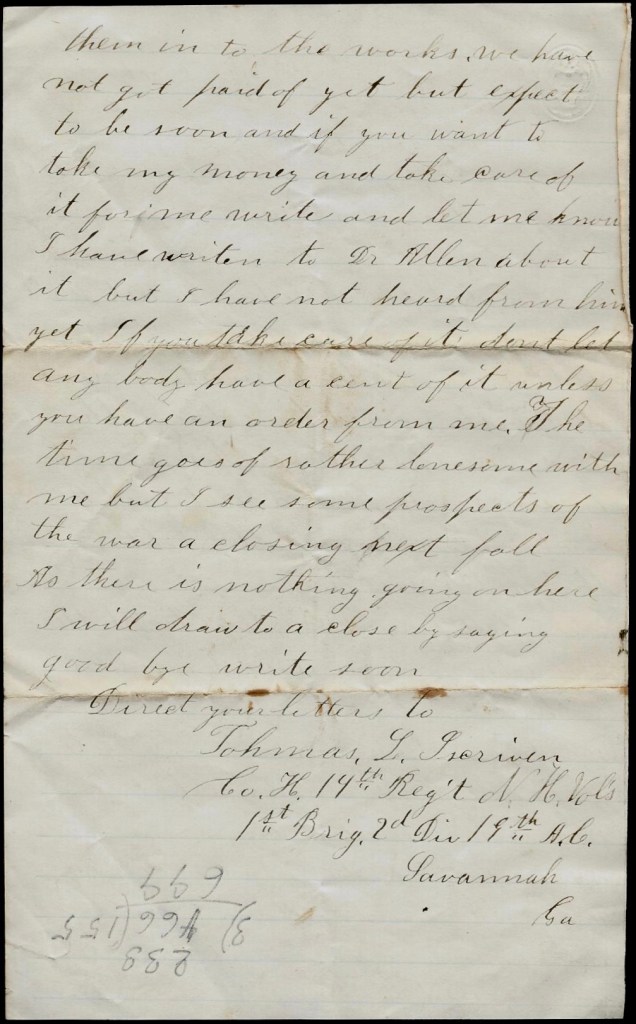 them in to the works. we have
not got paid of yet but expect
to be soon and if you want to
take my money and take care of
it for me write and let me know
I have writen to Dr Allen about
it but I have not heard from him
yet If you take care of it dont let
any body have a cent of it unless
you have an order from me. The
time goes of rather lonesome with
me but I see some prospects of
the war a closing next fall
As there is nothing going on here
I will draw to a close by saying
good bye write soon
Direct your letters to
Tohmas. L. Scriven
Co. H. 14th Reg't N. H. Vols
1st Brig. 2d Div 19th A. C.
Savannah
Ga
233
3) 466 (155
699